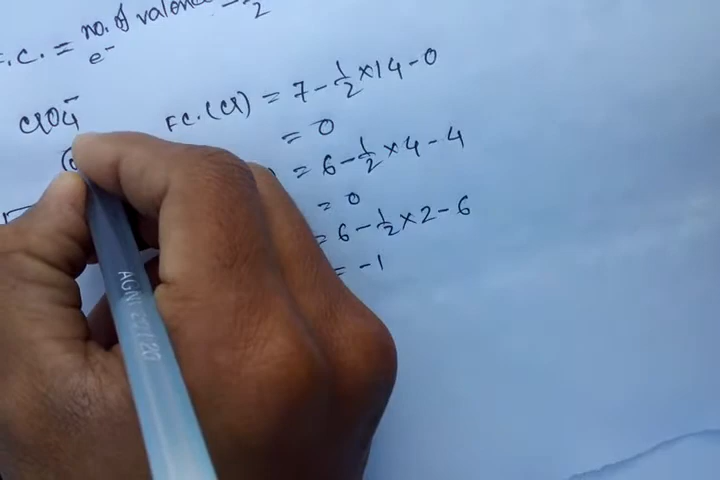 F.C. = no. of valence
e⁻
ClO₄⁻
F.C. (Cl) = 7 - 1/2 × 14 - 0
= 0
= 6 - 1/2 × 4 - 4
= 0
= 6 - 1/2 × 2 - 6
= -1
AGNI